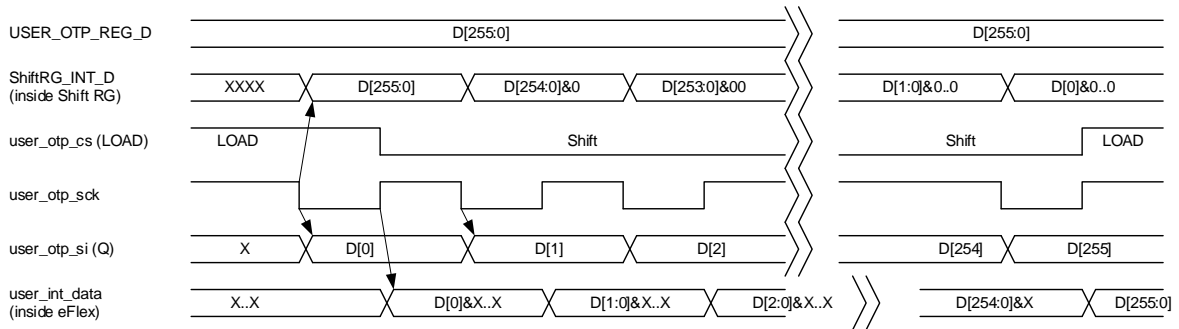 USER_OTP_REG_D D[255:0] D[255:0]
ShiftRG_INT_D
(inside Shift RG) XXXX D[255:0] D[254:0]&0 D[253:0]&00 D[1:0]&0..0 D[0]&0..0
user_otp_cs (LOAD) LOAD Shift Shift LOAD
user_otp_sck
user_otp_si (Q) X D[0] D[1] D[2] D[254] D[255]
user_int_data
(inside eFlex) X..X D[0]&X..X D[1:0]&X..X D[2:0]&X..X D[254:0]&X D[255:0]